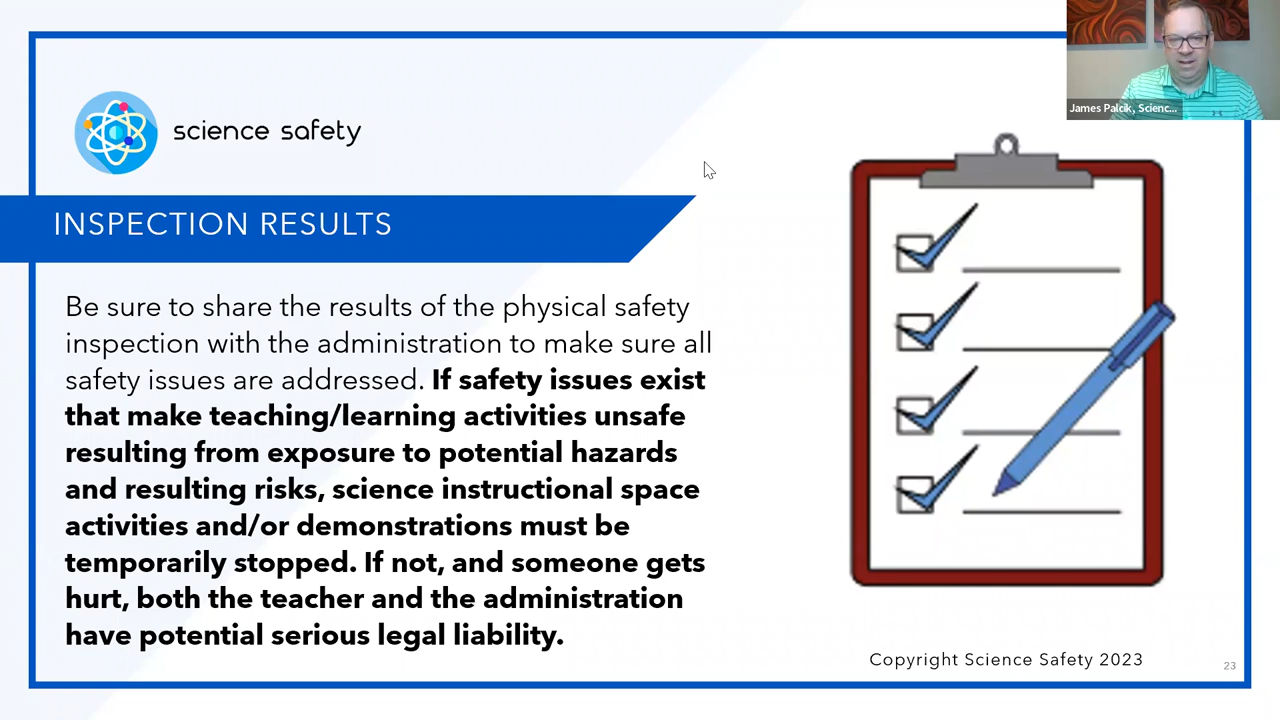 James Palcik, Scienc...
science safety
INSPECTION RESULTS
Be sure to share the results of the physical safety
inspection with the administration to make sure all
safety issues are addressed. If safety issues exist
that make teaching/learning activities unsafe
resulting from exposure to potential hazards
and resulting risks, science instructional space
activities and/or demonstrations must be
temporarily stopped. If not, and someone gets
hurt, both the teacher and the administration
have potential serious legal liability.
Copyright Science Safety 2023
23